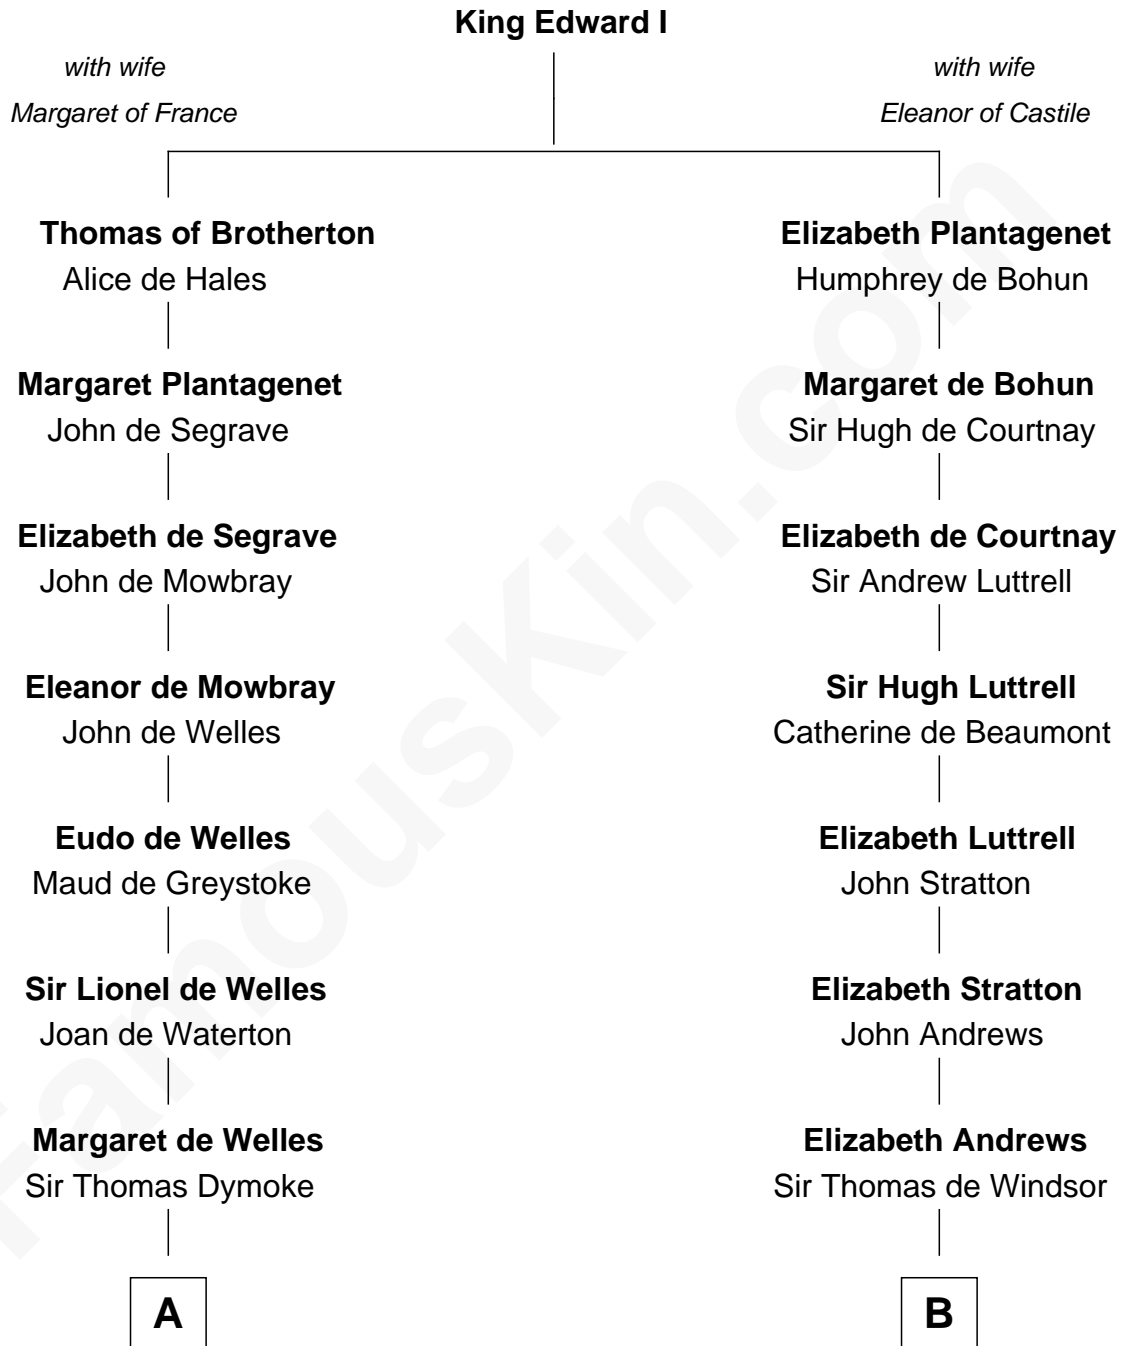 King Edward I
with wife
Margaret of France
with wife
Eleanor of Castile
Thomas of Brotherton
Alice de Hales
Elizabeth Plantagenet
Humphrey de Bohun
Margaret Plantagenet
John de Segrave
Margaret de Bohun
Sir Hugh de Courtnay
Elizabeth de Segrave
John de Mowbray
Elizabeth de Courtnay
Sir Andrew Luttrell
Eleanor de Mowbray
John de Welles
Sir Hugh Luttrell
Catherine de Beaumont
Eudo de Welles
Maud de Greystoke
Elizabeth Luttrell
John Stratton
Sir Lionel de Welles
Joan de Waterton
Elizabeth Stratton
John Andrews
Margaret de Welles
Sir Thomas Dymoke
Elizabeth Andrews
Sir Thomas de Windsor
A
B
FamousKin.com